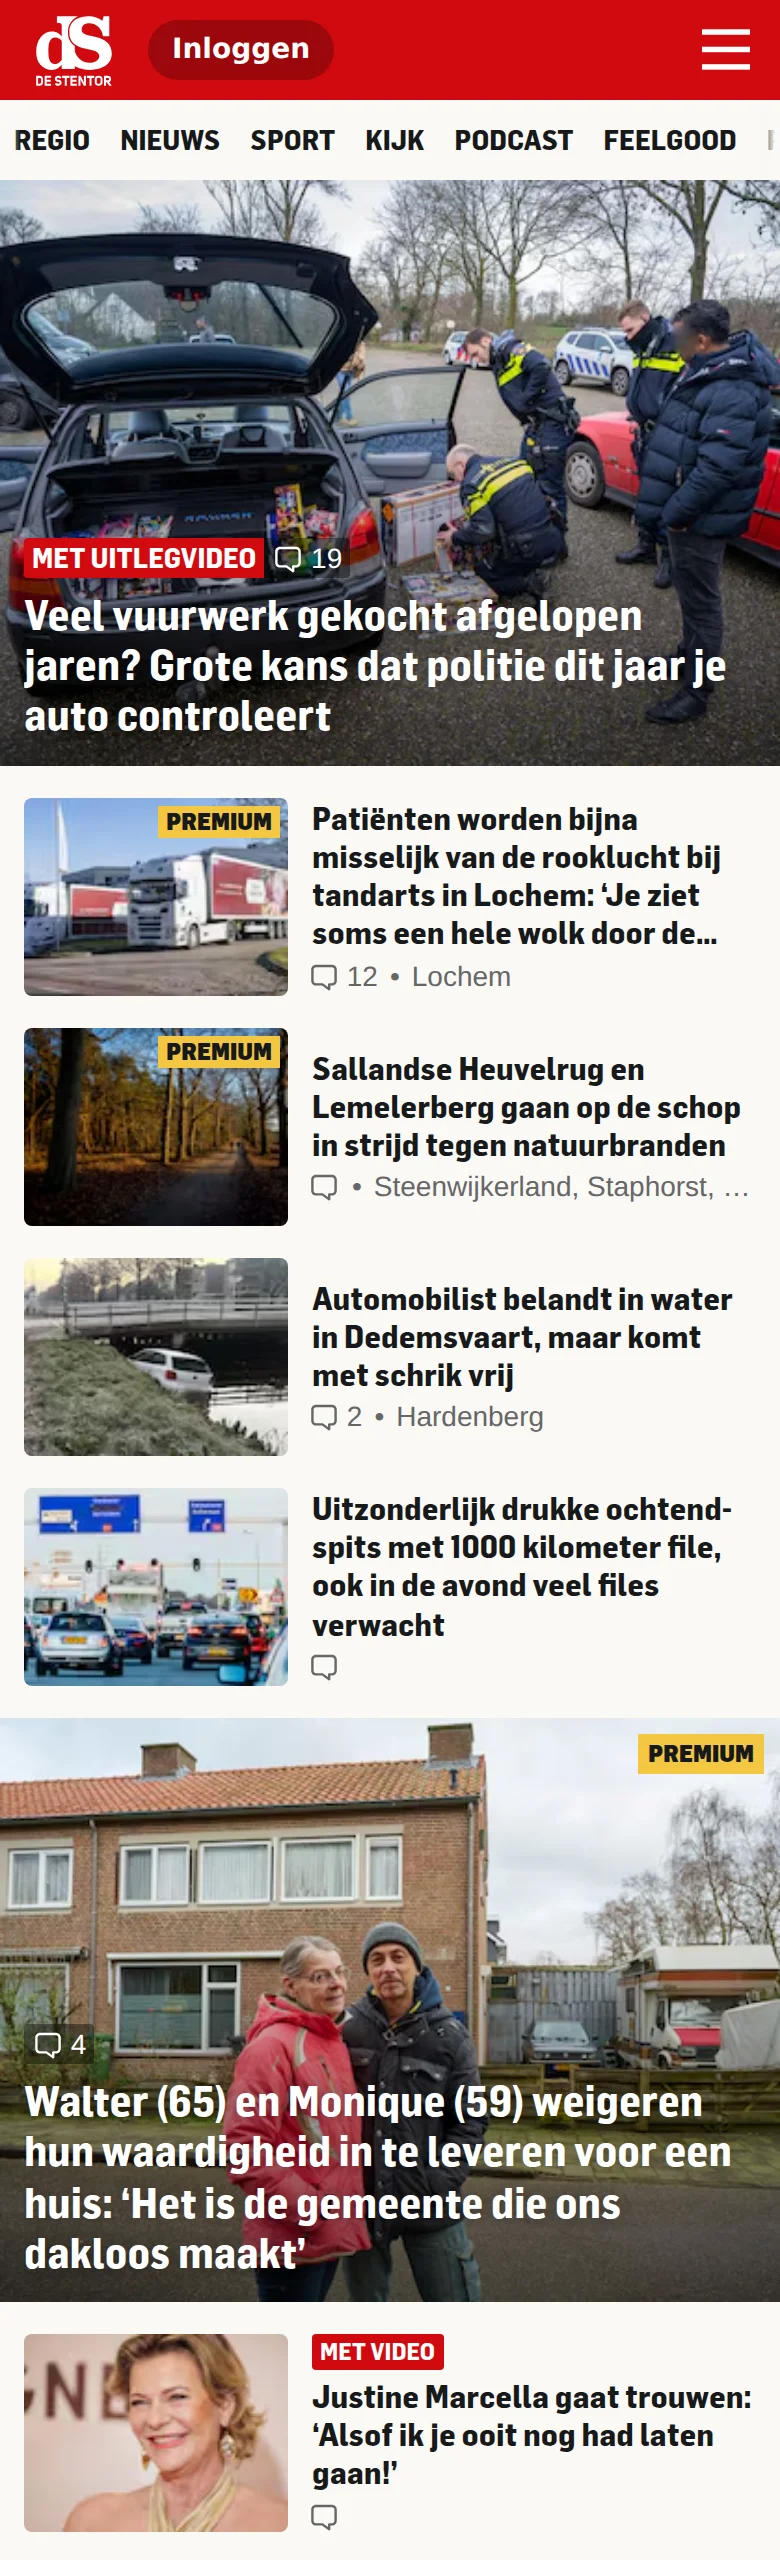 dS
DE STENTOR
Inloggen
REGIO NIEUWS SPORT KIJK PODCAST FEELGOOD
MET UITLEGVIDEO 19
Veel vuurwerk gekocht afgelopen
jaren? Grote kans dat politie dit jaar je
auto controleert
PREMIUM
Patiënten worden bijna
misselijk van de rooklucht bij
tandarts in Lochem: ‘Je ziet
soms een hele wolk door de...
12 • Lochem
PREMIUM
Sallandse Heuvelrug en
Lemelerberg gaan op de schop
in strijd tegen natuurbranden
• Steenwijkerland, Staphorst, …
Automobilist belandt in water
in Dedemsvaart, maar komt
met schrik vrij
2 • Hardenberg
Uitzonderlijk drukke ochtend-
spits met 1000 kilometer file,
ook in de avond veel files
verwacht
PREMIUM
4
Walter (65) en Monique (59) weigeren
hun waardigheid in te leveren voor een
huis: ‘Het is de gemeente die ons
dakloos maakt’
MET VIDEO
Justine Marcella gaat trouwen:
‘Alsof ik je ooit nog had laten
gaan!’